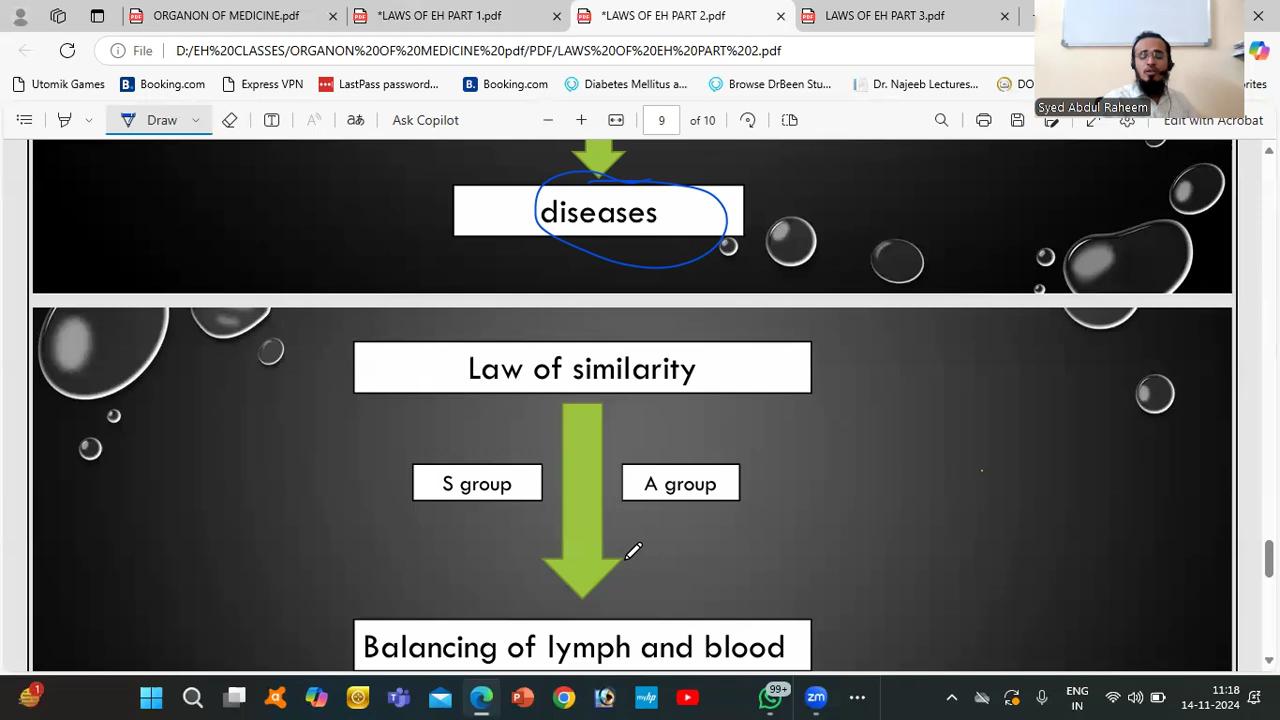 ORGANON OF MEDICINE.pdf
*LAWS OF EH PART 1.pdf
*LAWS OF EH PART 2.pdf
LAWS OF EH PART 3.pdf
File
D:/EH%20CLASSES/ORGANON%20OF%20MEDICINE%20pdf/PDF/LAWS%20OF%20EH%20PART%202.pdf
Utomik Games
Booking.com
Express VPN
LastPass password...
Booking.com
Diabetes Mellitus a...
Browse DrBeen Stu...
Dr. Najeeb Lectures...
DO
orites
Syed Abdul Raheem
Draw
Ask Copilot
9
of 10
Edit with Acrobat
diseases
Law of similarity
S group
A group
Balancing of lymph and blood
1
99+
ENG
IN
11:18
14-11-2024